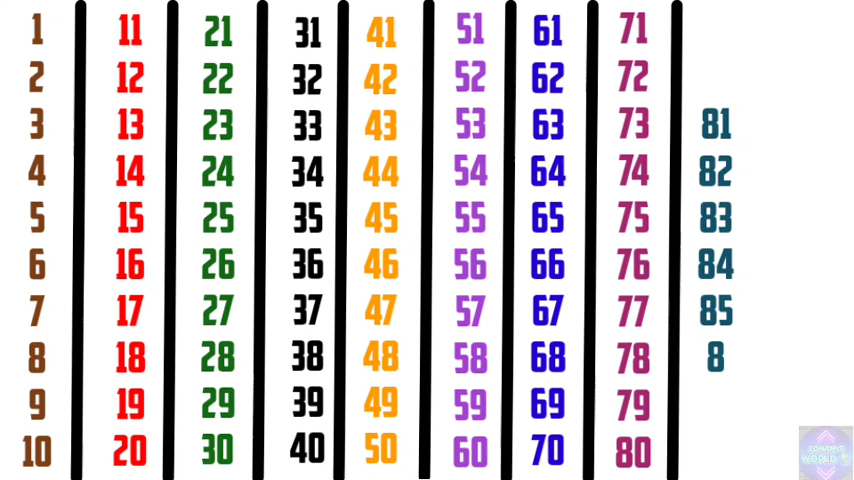 1 11 21 31 41 51 61 71
2 12 22 32 42 52 62 72
3 13 23 33 43 53 63 73 81
4 14 24 34 44 54 64 74 82
5 15 25 35 45 55 65 75 83
6 16 26 36 46 56 66 76 84
7 17 27 37 47 57 67 77 85
8 18 28 38 48 58 68 78 8
9 19 29 39 49 59 69 79
10 20 30 40 50 60 70 80
WORLD